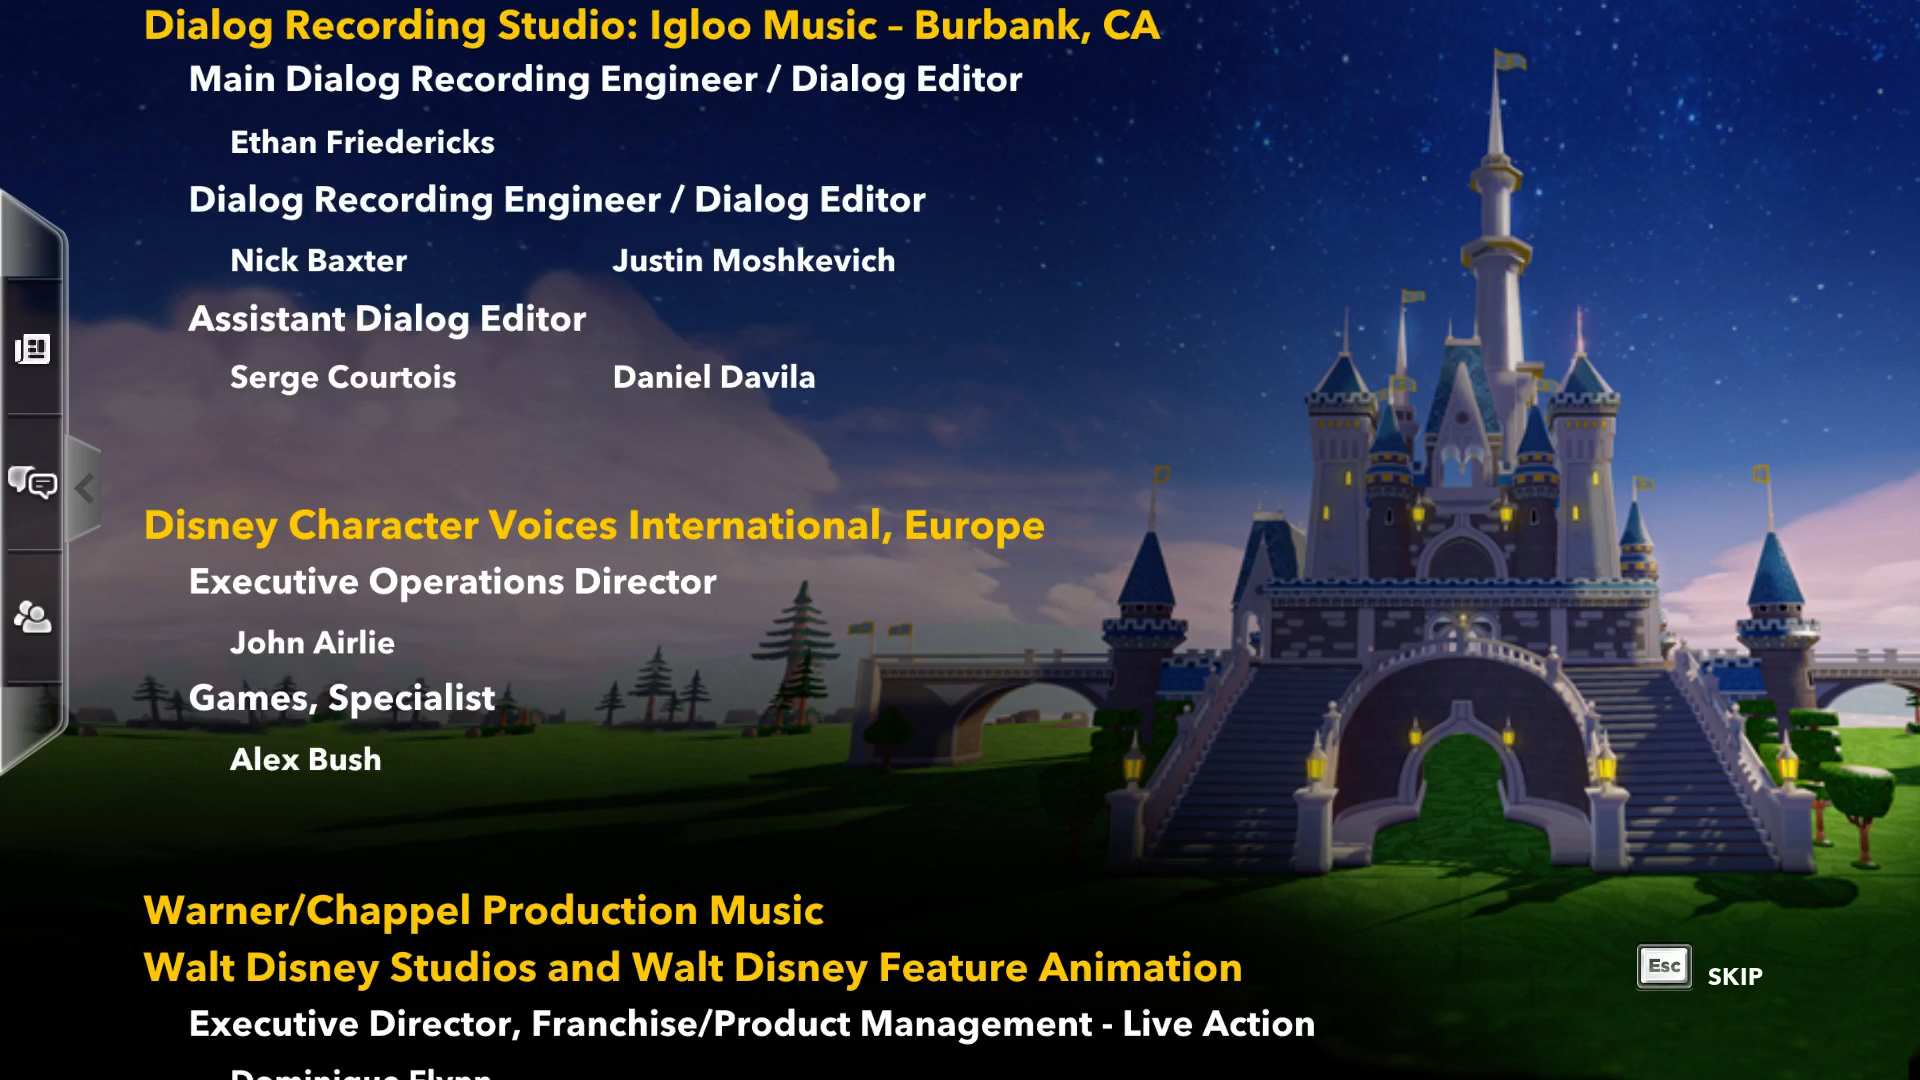 Dialog Recording Studio: Igloo Music – Burbank, CA
Main Dialog Recording Engineer / Dialog Editor
Ethan Friedericks
Dialog Recording Engineer / Dialog Editor
Nick Baxter Justin Moshkevich
Assistant Dialog Editor
Serge Courtois Daniel Davila
Disney Character Voices International, Europe
Executive Operations Director
John Airlie
Games, Specialist
Alex Bush
Warner/Chappel Production Music
Walt Disney Studios and Walt Disney Feature Animation
Esc SKIP
Executive Director, Franchise/Product Management - Live Action
Dominique Flynn